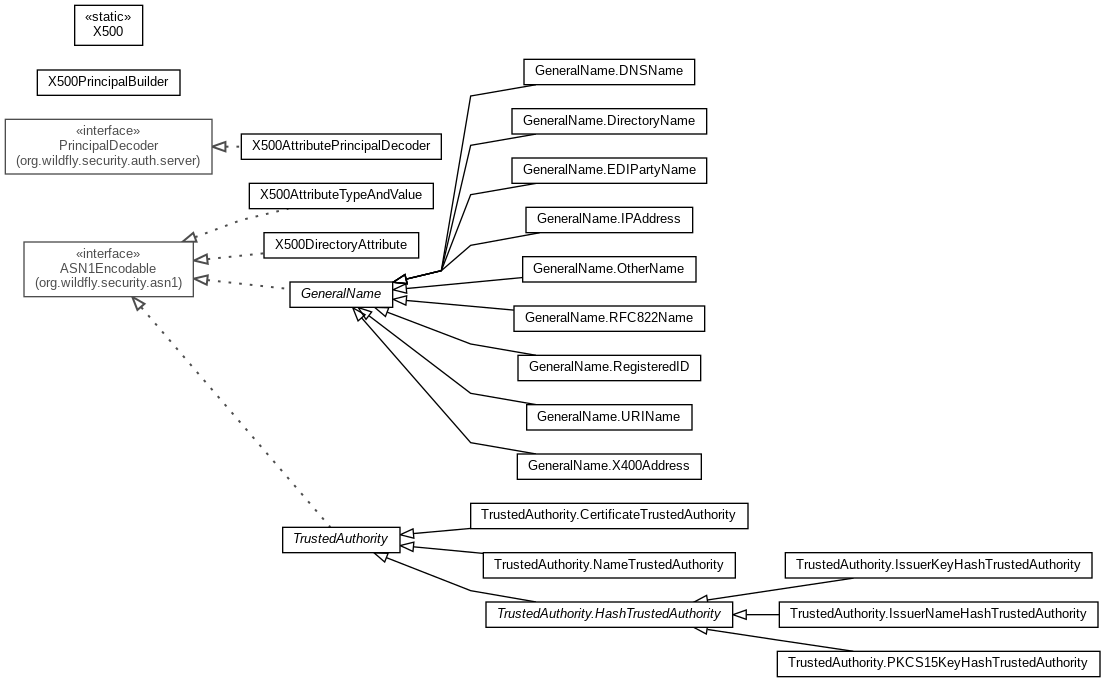 «static»
X500
X500PrincipalBuilder
«interface»
PrincipalDecoder
(org.wildfly.security.auth.server)
X500AttributePrincipalDecoder
X500AttributeTypeAndValue
X500DirectoryAttribute
«interface»
ASN1Encodable
(org.wildfly.security.asn1)
GeneralName
GeneralName.DNSName
GeneralName.DirectoryName
GeneralName.EDIPartyName
GeneralName.IPAddress
GeneralName.OtherName
GeneralName.RFC822Name
GeneralName.RegisteredID
GeneralName.URIName
GeneralName.X400Address
TrustedAuthority
TrustedAuthority.CertificateTrustedAuthority
TrustedAuthority.NameTrustedAuthority
TrustedAuthority.HashTrustedAuthority
TrustedAuthority.IssuerKeyHashTrustedAuthority
TrustedAuthority.IssuerNameHashTrustedAuthority
TrustedAuthority.PKCS15KeyHashTrustedAuthority